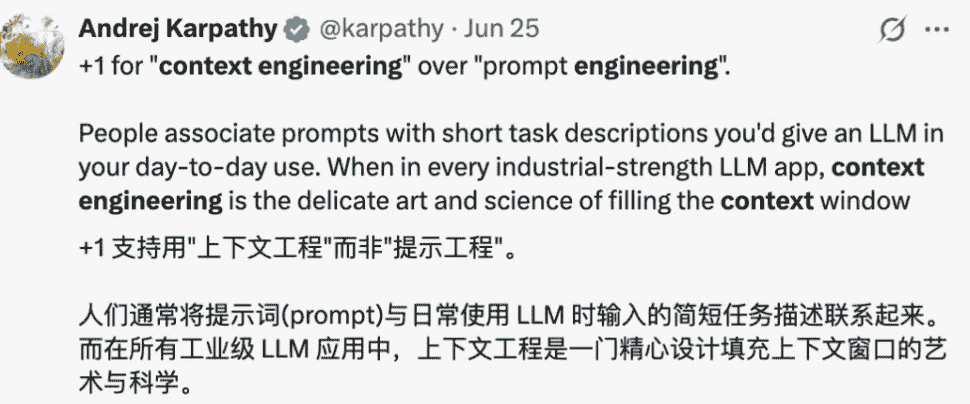 Andrej Karpathy @karpathy · Jun 25
+1 for "context engineering" over "prompt engineering".
People associate prompts with short task descriptions you'd give an LLM in
your day-to-day use. When in every industrial-strength LLM app, context
engineering is the delicate art and science of filling the context window
+1 支持用"上下文工程"而非"提示工程"。
人们通常将提示词(prompt)与日常使用 LLM 时输入的简短任务描述联系起来。
而在所有工业级 LLM 应用中，上下文工程是一门精心设计填充上下文窗口的艺
术与科学。